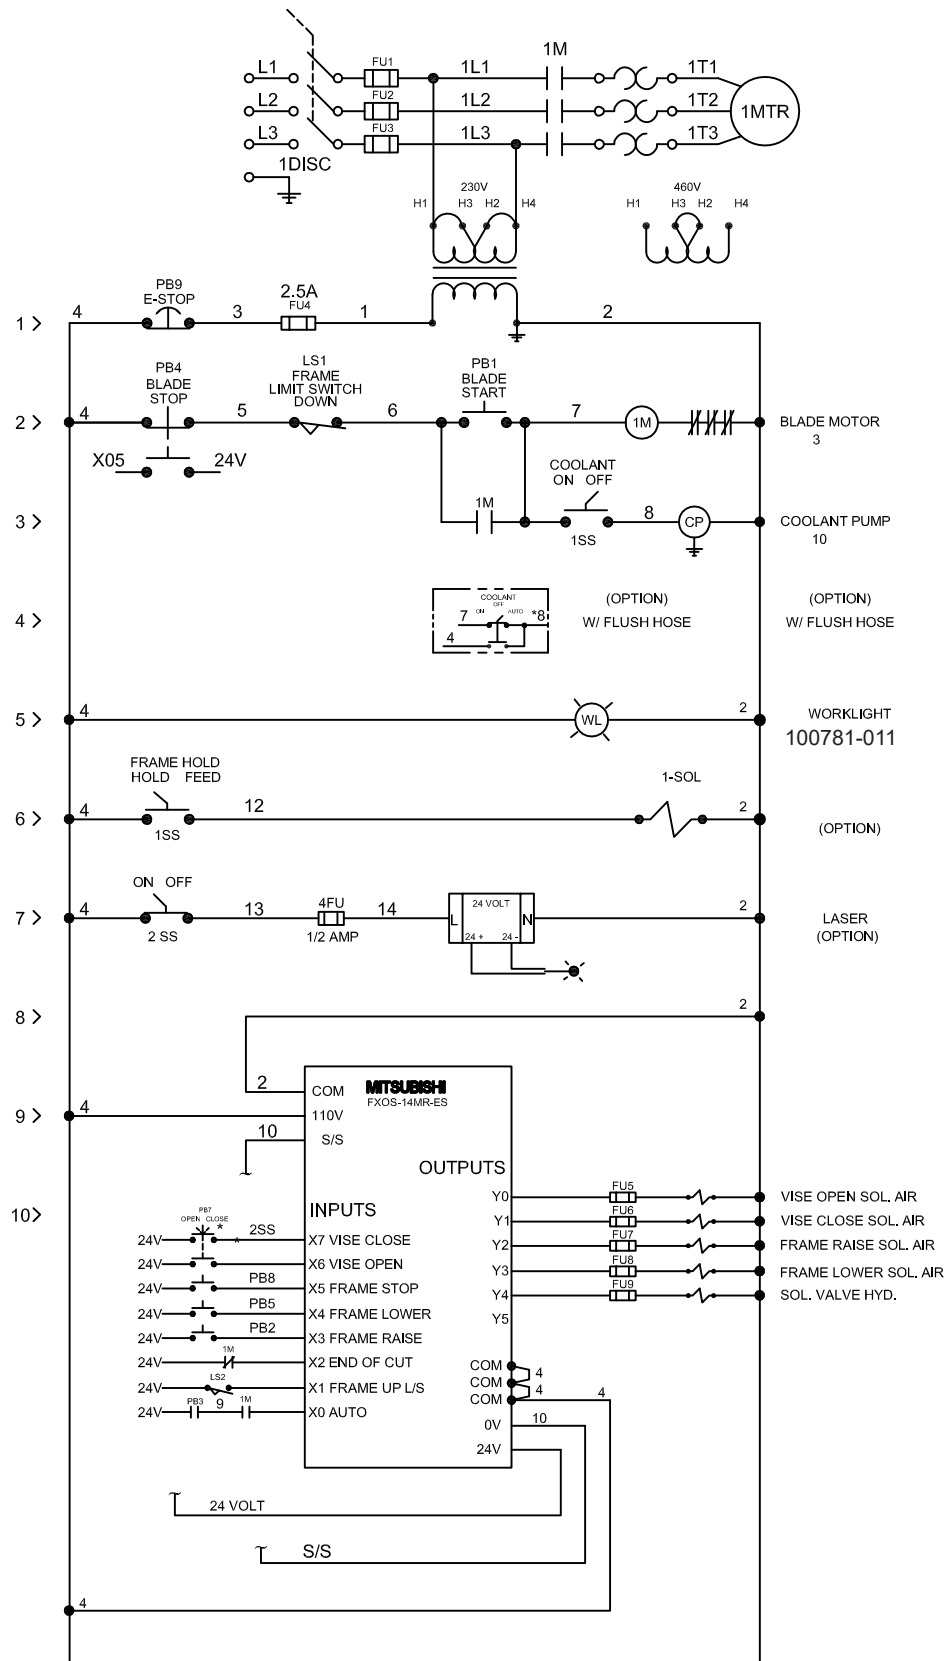 1M
L1 FU1 1L1 1T1
L2 FU2 1L2 1T2 1MTR
L3 FU3 1L3 1T3
1DISC
230V 460V
H1 H3 H2 H4 H1 H3 H2 H4
PB9
E-STOP
2.5A
FU4
1 > 4 3 1 2
PB4
BLADE
STOP
LS1
FRAME
LIMIT SWITCH
DOWN
PB1
BLADE
START
2 > 4 5 6 7 1M BLADE MOTOR
3
X05 24V
COOLANT
ON OFF
3 > 1M 8 CP COOLANT PUMP
1SS 10
COOLANT
OFF
ON AUTO
7 *8
4
4 > (OPTION)
W/ FLUSH HOSE
(OPTION)
W/ FLUSH HOSE
5 > 4 WL 2 WORKLIGHT
100781-011
FRAME HOLD
HOLD FEED
1-SOL
6 > 4 12 2
1SS (OPTION)
ON OFF
7 > 4 13 4FU 14 L 24 VOLT N 2 LASER
2 SS 1/2 AMP 24 + 24 - (OPTION)
8 > 2
2 COM MITSUBISHI
FXOS-14MR-ES
9 > 4 110V
10 S/S
OUTPUTS
Y0 FU5 VISE OPEN SOL. AIR
10> INPUTS Y1 FU6 VISE CLOSE SOL. AIR
PB7
OPEN CLOSE *
24V * 2SS X7 VISE CLOSE Y2 FU7 FRAME RAISE SOL. AIR
24V X6 VISE OPEN Y3 FU8 FRAME LOWER SOL. AIR
24V PB8 X5 FRAME STOP Y4 FU9 SOL. VALVE HYD.
24V PB5 X4 FRAME LOWER Y5
24V PB2 X3 FRAME RAISE
24V 1M X2 END OF CUT COM 4
24V LS2 X1 FRAME UP L/S COM 4
24V PB3 9 1M X0 AUTO COM 4
0V 10
24V
24 VOLT
S/S
4